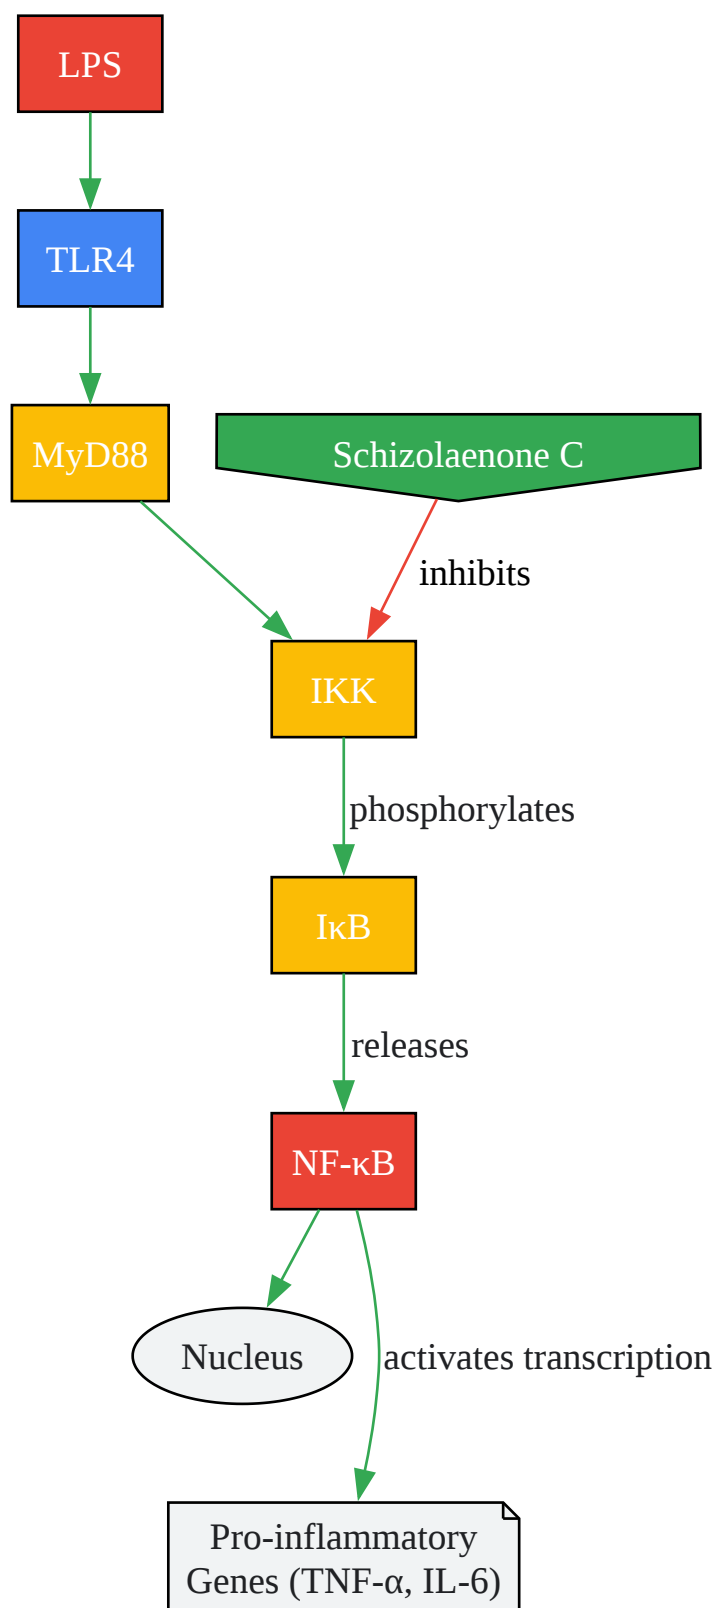 LPS
TLR4
MyD88
Schizolaenone C
inhibits
IKK
phosphorylates
IκB
releases
NF-κB
Nucleus
activates transcription
Pro-inflammatory
Genes (TNF-α, IL-6)